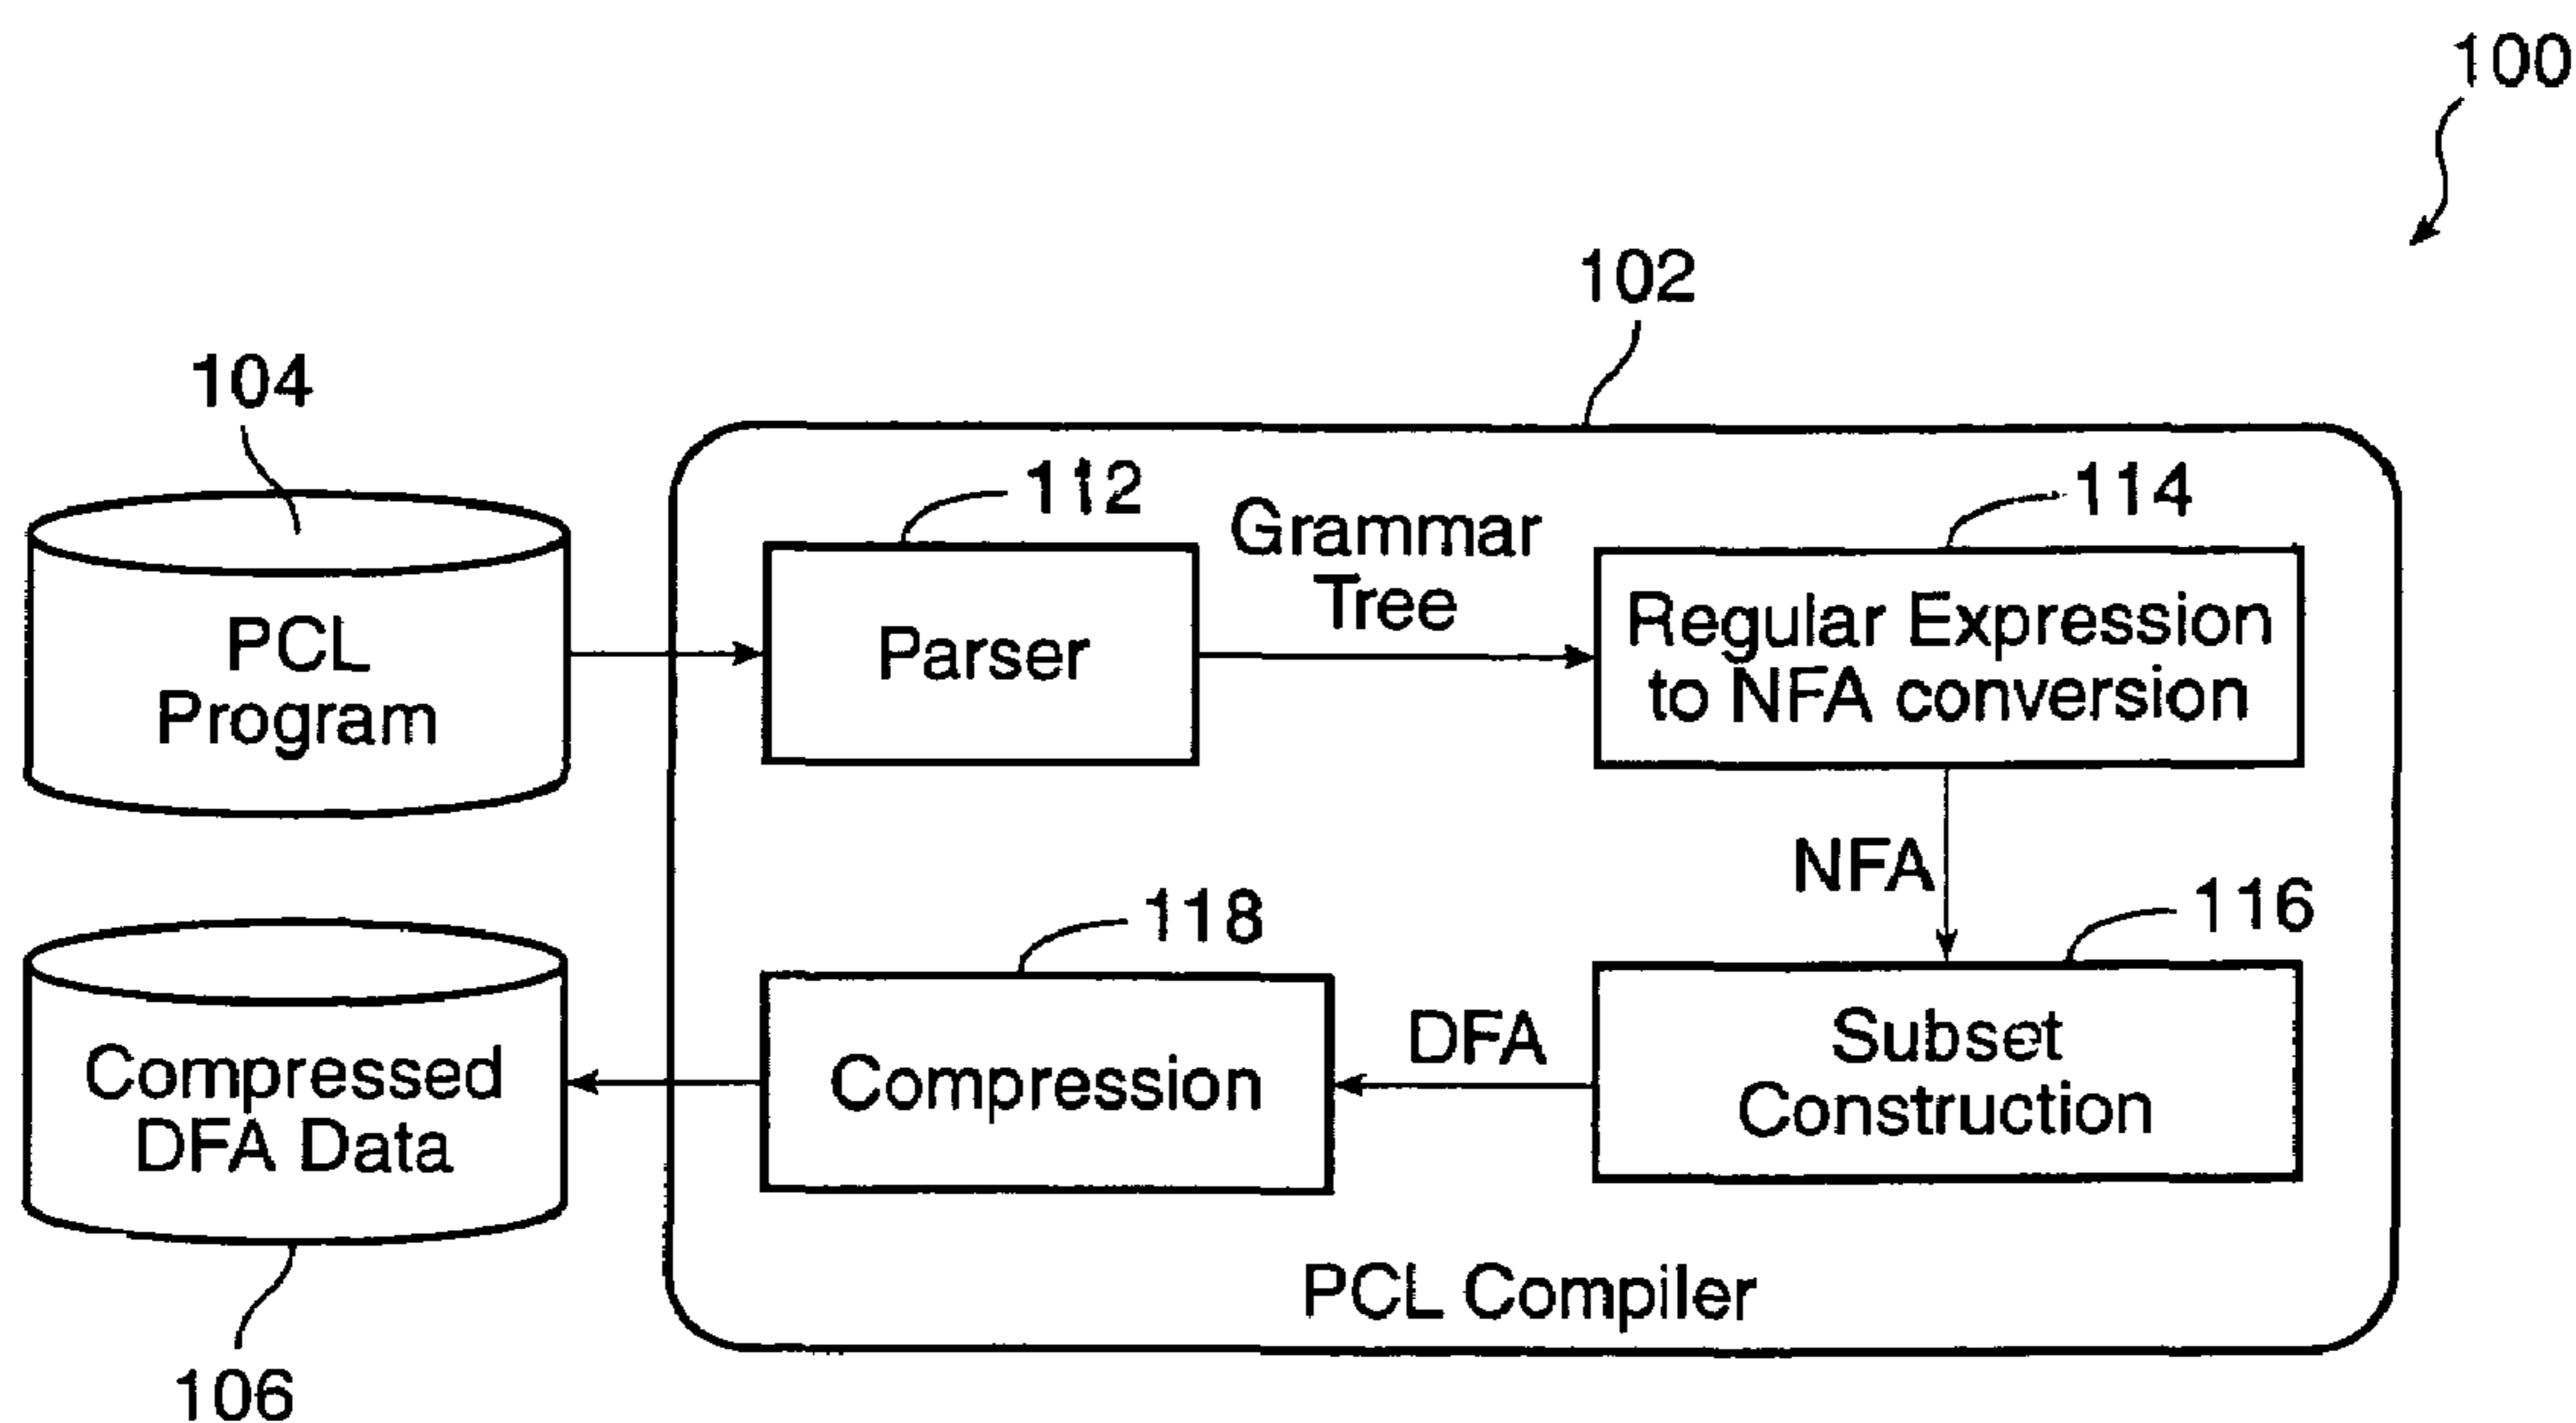 100
102
104
112
Grammar
Tree
114
PCL
Program
Parser
Regular Expression
to NFA conversion
NFA
118
116
Compressed
DFA Data
Compression
DFA
Subset
Construction
PCL Compiler
106